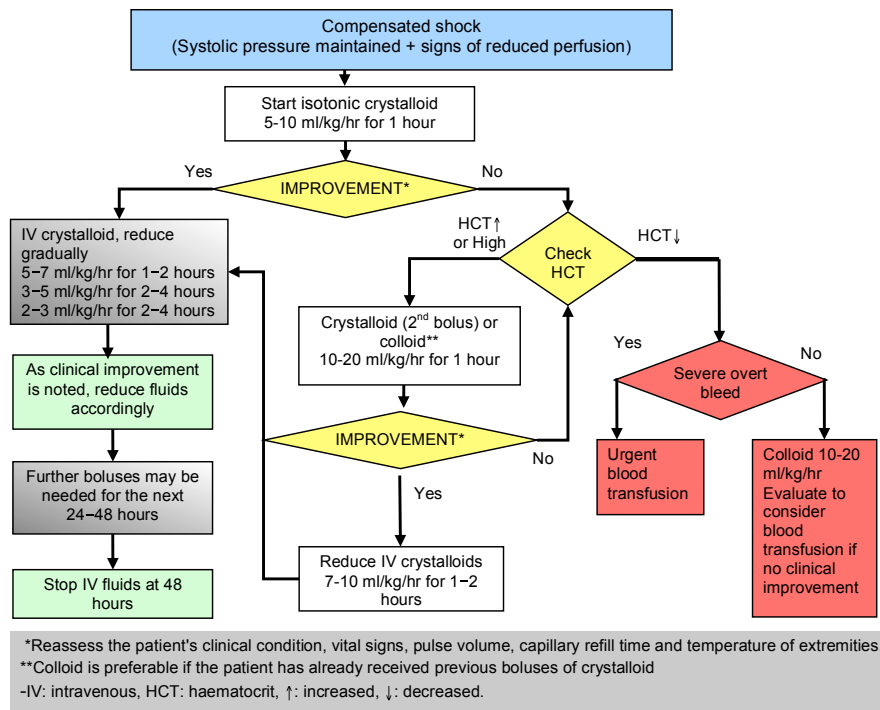 Compensated shock
(Systolic pressure maintained + signs of reduced perfusion)
Start isotonic crystalloid
5-10 ml/kg/hr for 1 hour
Yes
IMPROVEMENT*
No
IV crystalloid, reduce
gradually
5–7 ml/kg/hr for 1–2 hours
3–5 ml/kg/hr for 2–4 hours
2–3 ml/kg/hr for 2–4 hours
HCT↑
or High
Check
HCT
HCT↓
Crystalloid (2nd bolus) or
colloid**
10-20 ml/kg/hr for 1 hour
As clinical improvement
is noted, reduce fluids
accordingly
Yes
Severe overt
bleed
No
IMPROVEMENT*
No
Yes
Urgent
blood
transfusion
Colloid 10-20
ml/kg/hr
Evaluate to
consider
blood
transfusion if
no clinical
improvement
Further boluses may be
needed for the next
24–48 hours
Reduce IV crystalloids
7-10 ml/kg/hr for 1–2
hours
Stop IV fluids at 48
hours
*Reassess the patient's clinical condition, vital signs, pulse volume, capillary refill time and temperature of extremities
**Colloid is preferable if the patient has already received previous boluses of crystalloid
-IV: intravenous, HCT: haematocrit, ↑: increased, ↓: decreased.